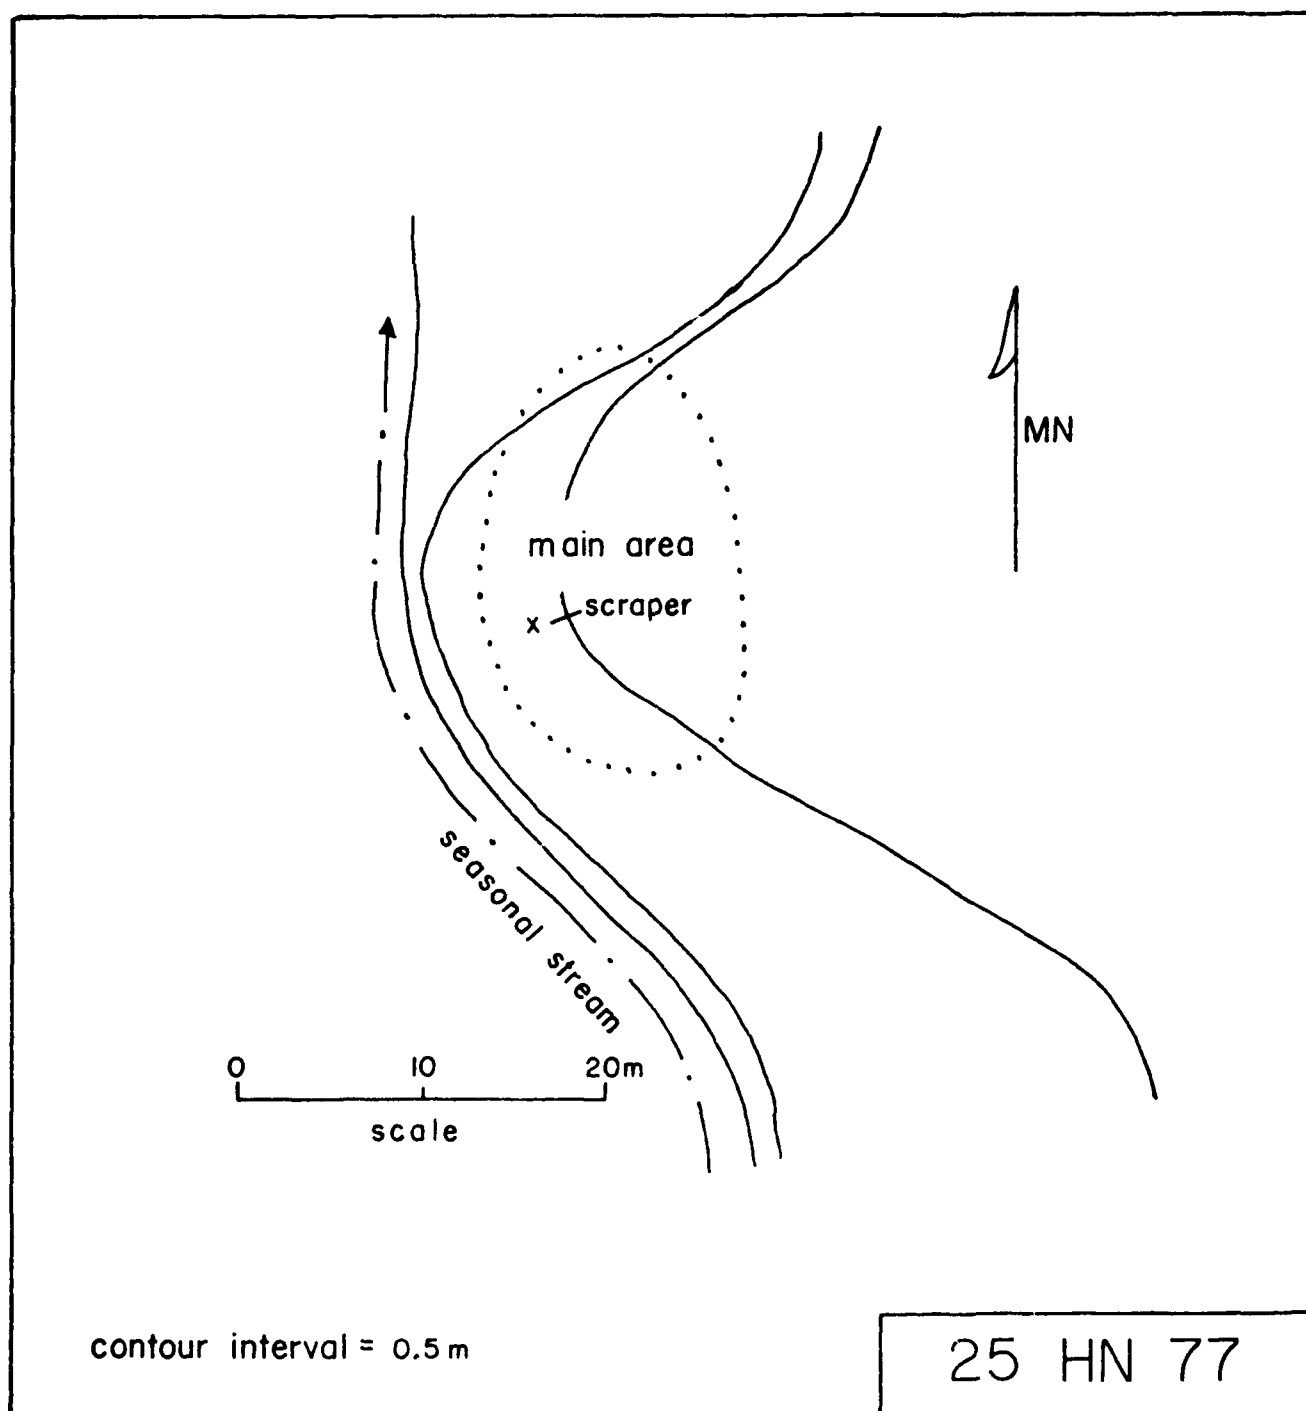 MN
main area
x
scraper
seasonal stream
0 10 20m
scale
contour interval = 0.5 m
25 HN 77